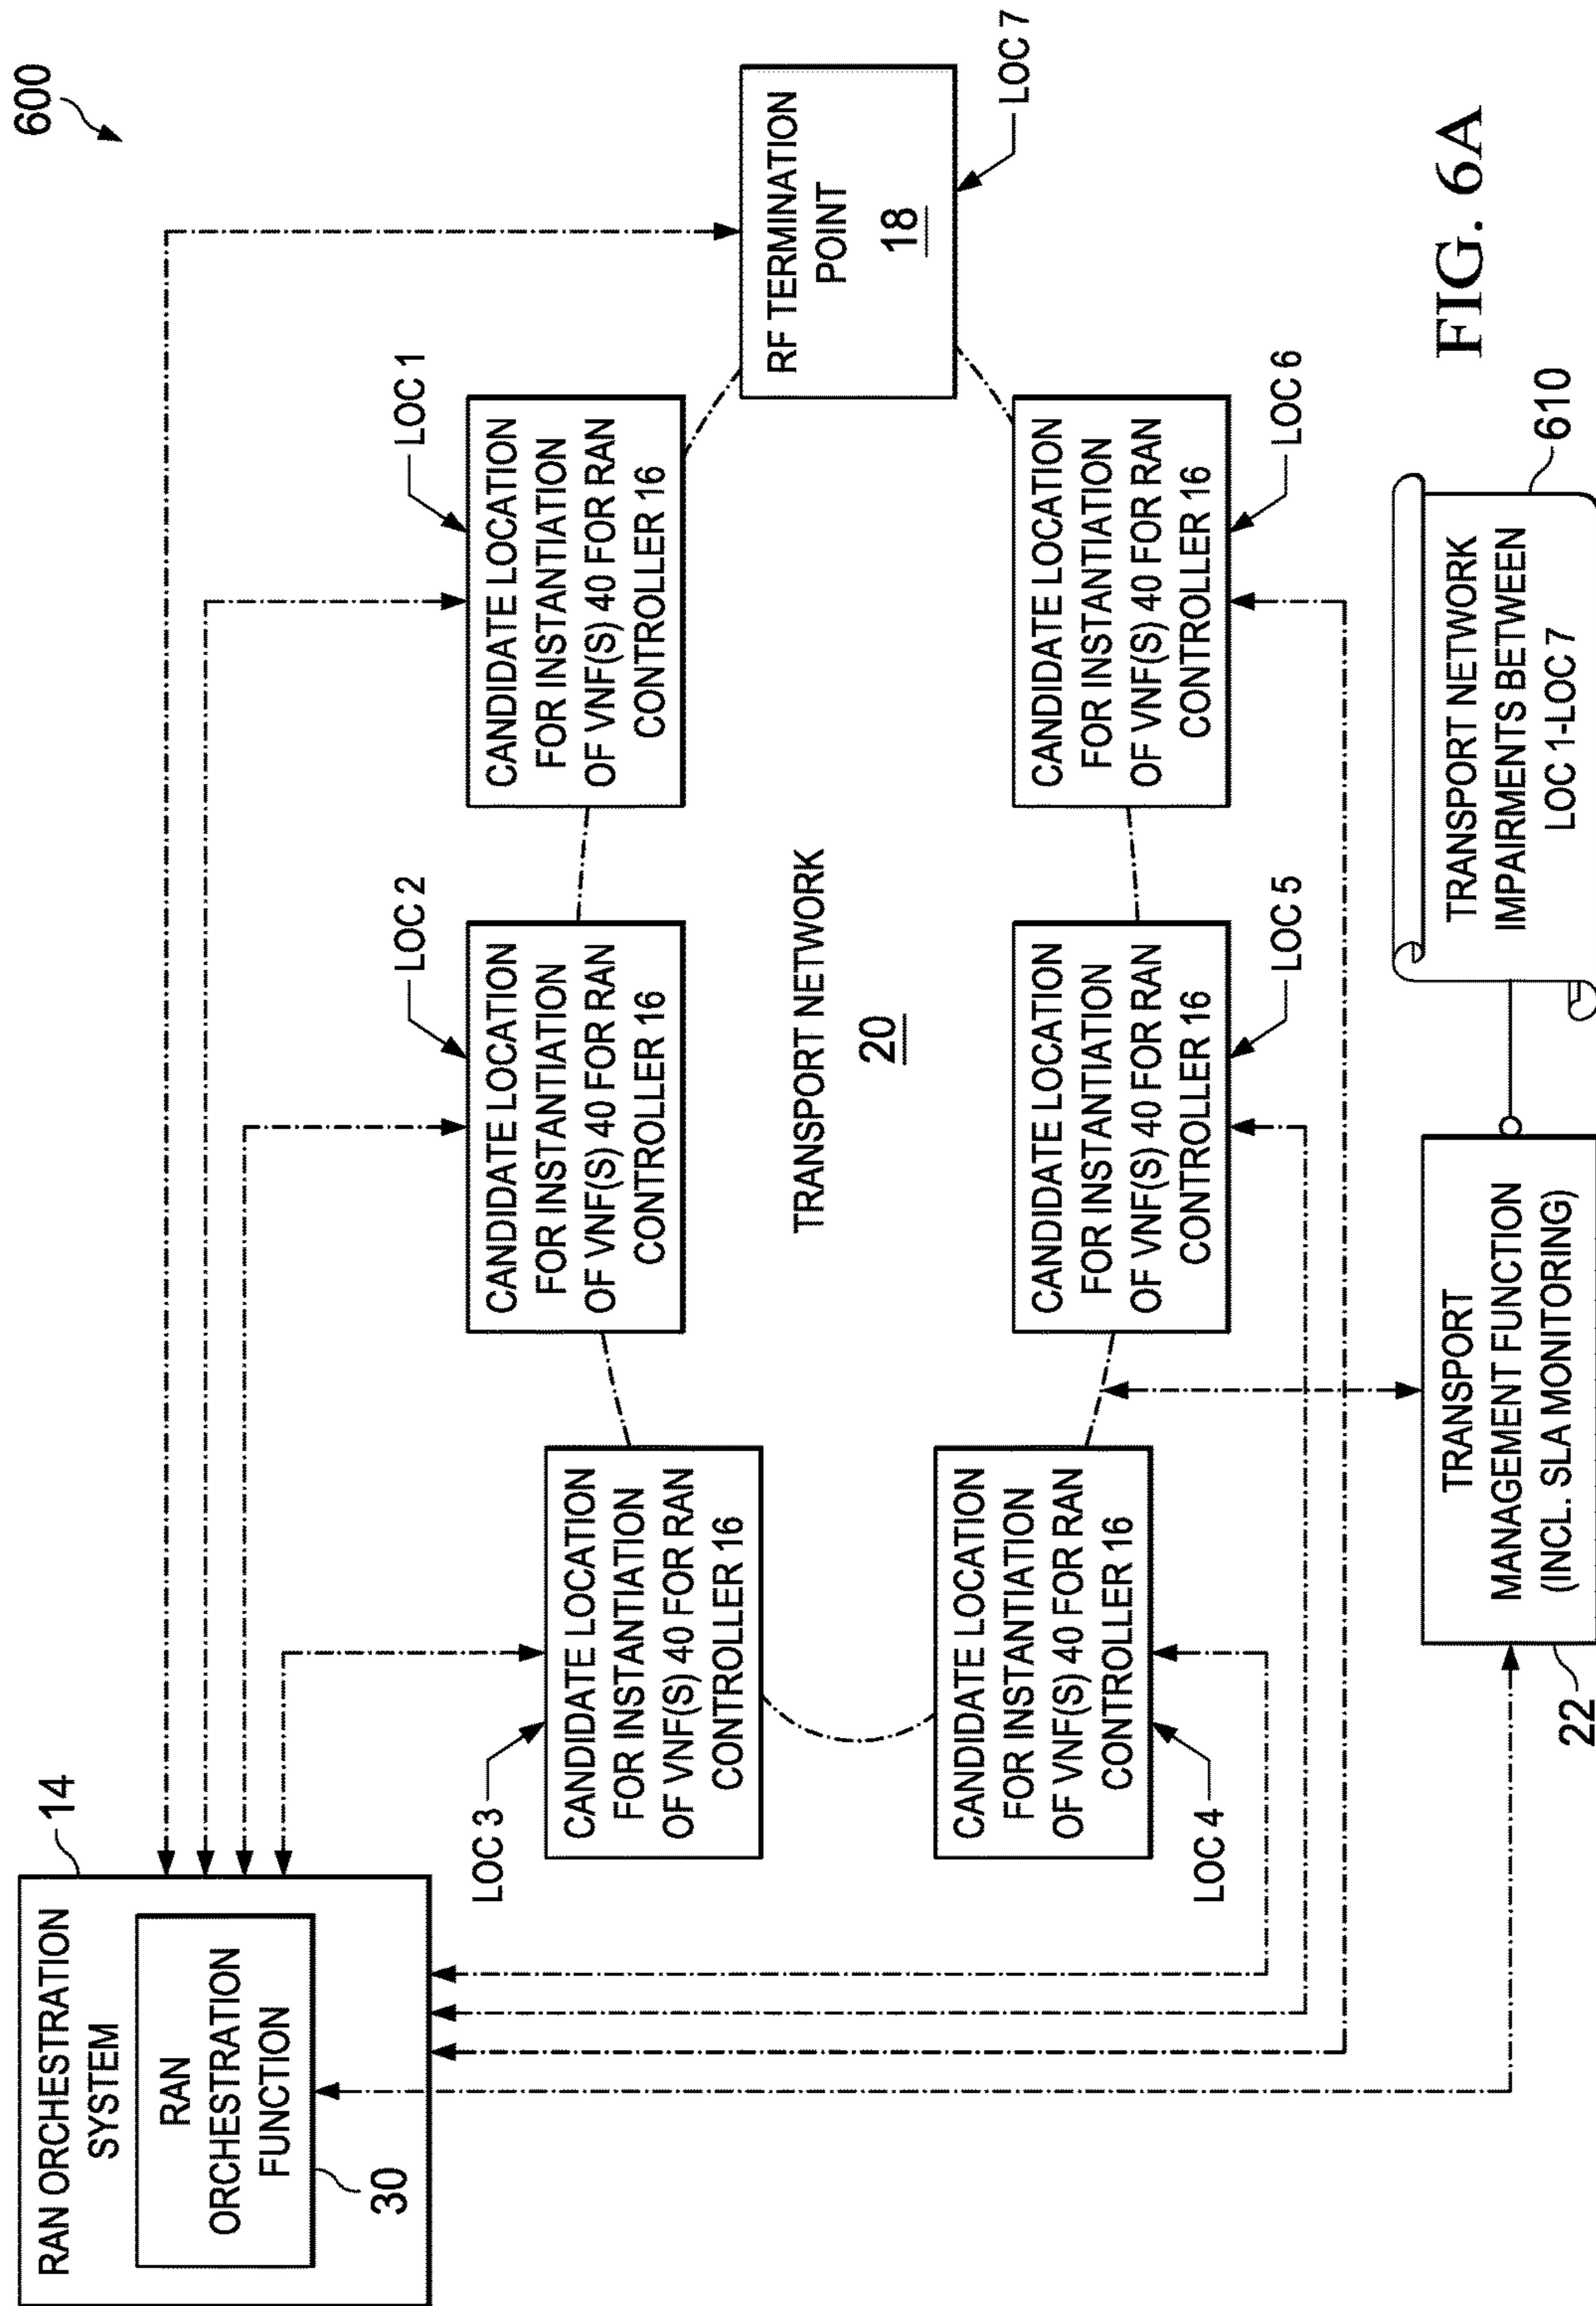 600
RAN ORCHESTRATION
SYSTEM
14
RAN
ORCHESTRATION
FUNCTION
30
LOC 3
CANDIDATE LOCATION
FOR INSTANTIATION
OF VNF(S) 40 FOR RAN
CONTROLLER 16
LOC 2
CANDIDATE LOCATION
FOR INSTANTIATION
OF VNF(S) 40 FOR RAN
CONTROLLER 16
LOC 1
CANDIDATE LOCATION
FOR INSTANTIATION
OF VNF(S) 40 FOR RAN
CONTROLLER 16
RF TERMINATION
POINT
18
LOC 7
TRANSPORT NETWORK
20
CANDIDATE LOCATION
FOR INSTANTIATION
OF VNF(S) 40 FOR RAN
CONTROLLER 16
LOC 4
CANDIDATE LOCATION
FOR INSTANTIATION
OF VNF(S) 40 FOR RAN
CONTROLLER 16
LOC 5
CANDIDATE LOCATION
FOR INSTANTIATION
OF VNF(S) 40 FOR RAN
CONTROLLER 16
LOC 6
TRANSPORT
MANAGEMENT FUNCTION
(INCL. SLA MONITORING)
22
TRANSPORT NETWORK
IMPAIRMENTS BETWEEN
LOC 1-LOC 7
610
FIG. 6A